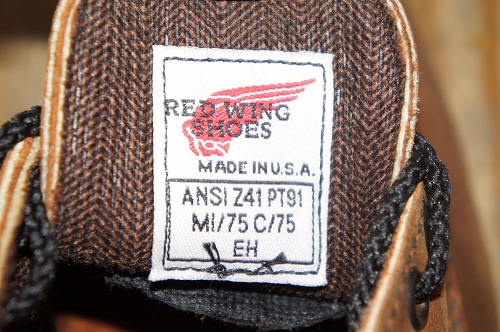 RED WING
SHOES
MADE IN U.S.A.
ANSI Z41 PT91
MI/75 C/75
EH